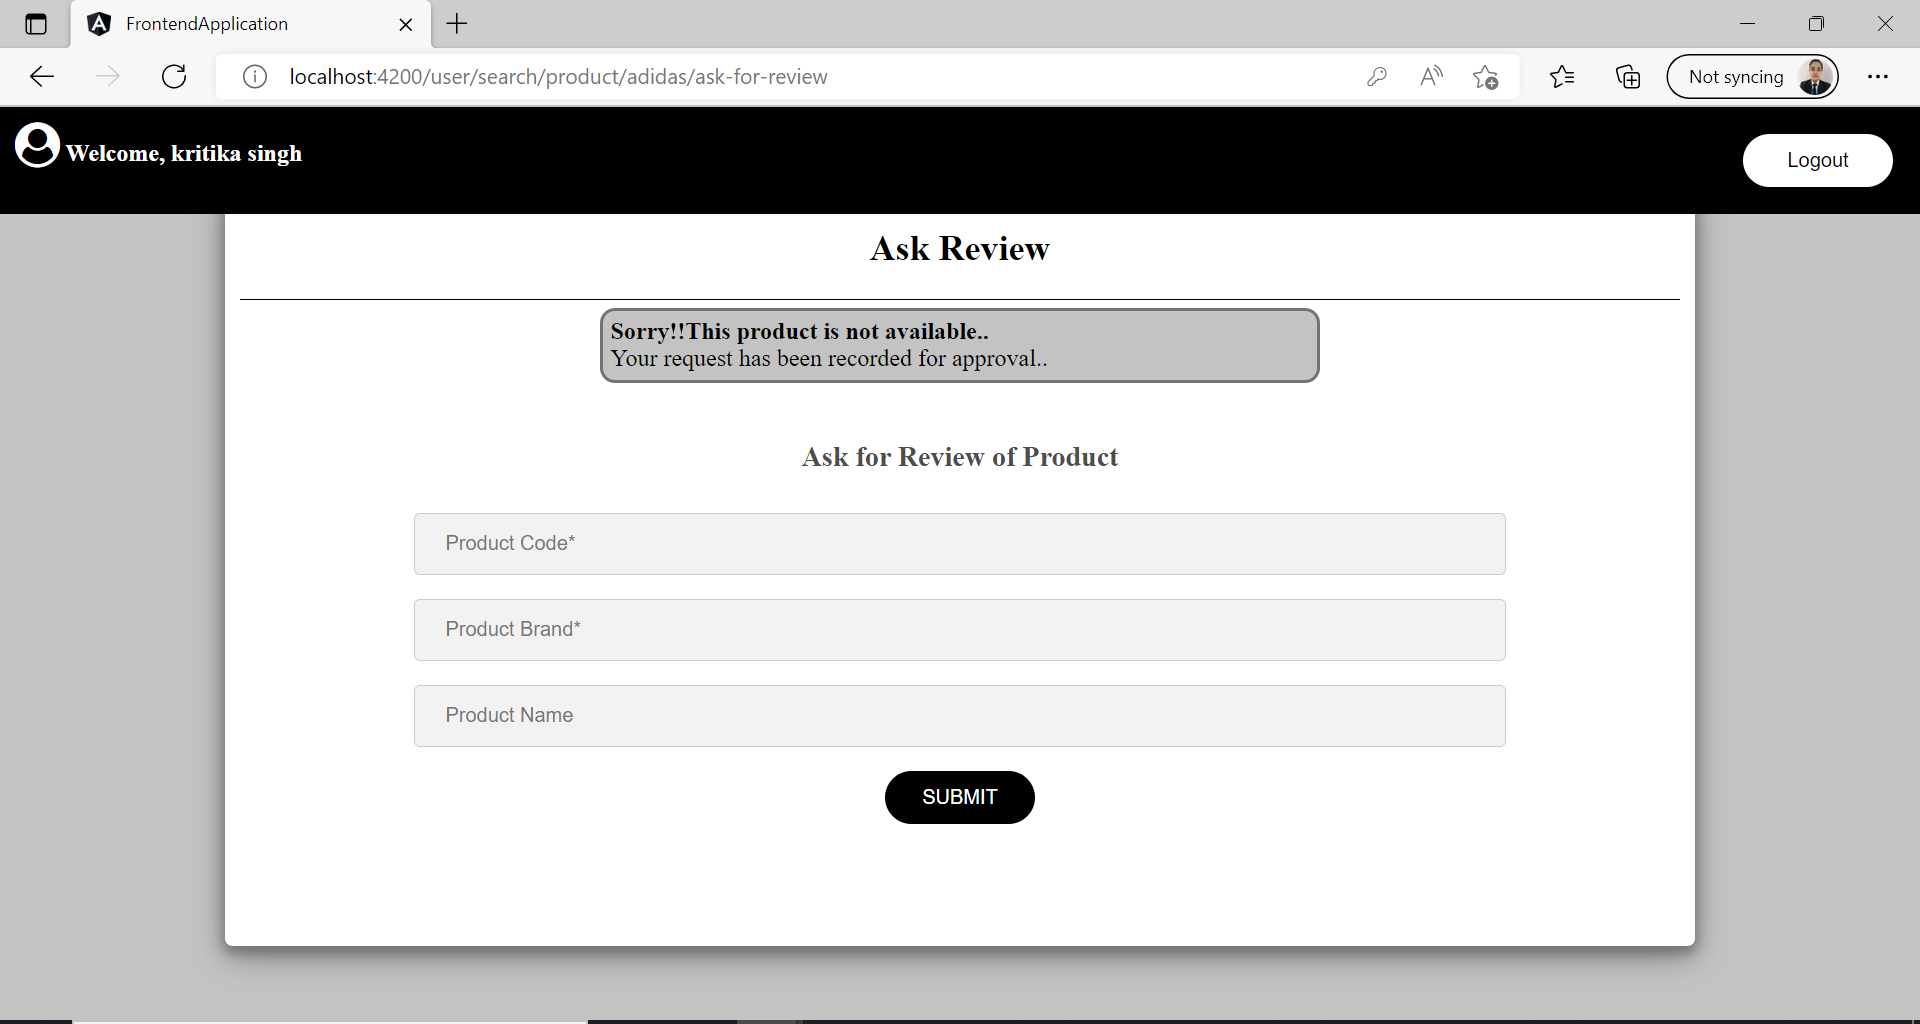 FrontendApplication
localhost:4200/user/search/product/adidas/ask-for-review
Not syncing
Welcome, kritika singh
Logout
Ask Review
Sorry!!This product is not available..
Your request has been recorded for approval..
Ask for Review of Product
Product Code*
Product Brand*
Product Name
SUBMIT